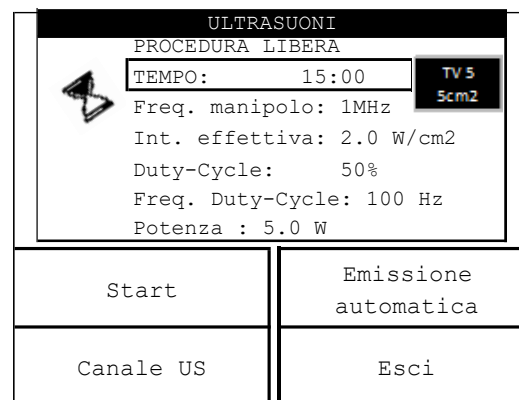 ULTRASUONI
PROCEDURA LIBERA
TEMPO: 15:00
TV 5
5cm2
Freq. manipolo: 1MHz
Int. effettiva: 2.0 W/cm2
Duty-Cycle: 50%
Freq. Duty-Cycle: 100 Hz
Potenza : 5.0 W
Start
Emissione
automatica
Canale US
Esci